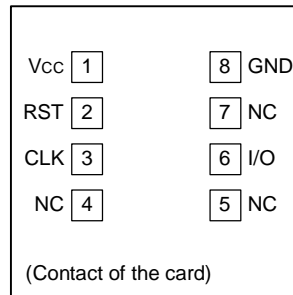 Vcc 1 8 GND
RST 2 7 NC
CLK 3 6 I/O
NC 4 5 NC
(Contact of the card)